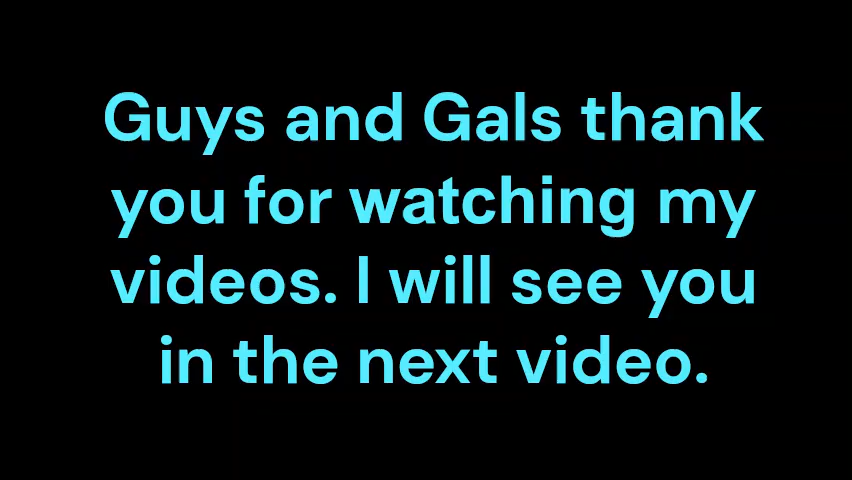 Guys and Gals thank
you for watching my
videos. I will see you
in the next video.